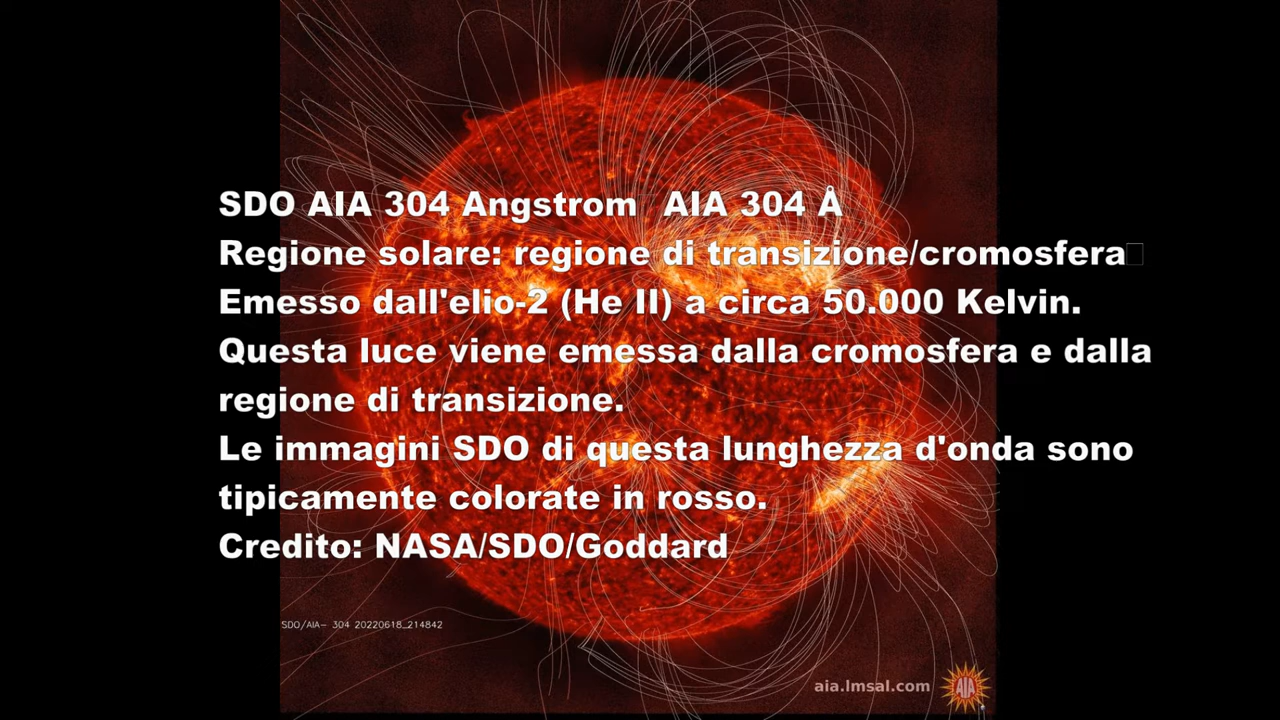 SDO AIA 304 Angstrom AIA 304 Å
Regione solare: regione di transizione/cromosfera
Emesso dall'elio-2 (He II) a circa 50.000 Kelvin.
Questa luce viene emessa dalla cromosfera e dalla
regione di transizione.
Le immagini SDO di questa lunghezza d'onda sono
tipicamente colorate in rosso.
Credito: NASA/SDO/Goddard
SDO/AIA- 304 20220618_214842
aia.lmsal.com
AIA